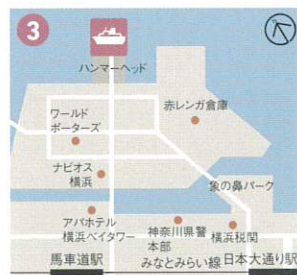 3
ハンマーヘッド
赤レンガ倉庫
ワールド
ポーターズ
ナビオス
横浜
象の鼻パーク
アパホテル
横浜ベイタワー
神奈川県警
本部
横浜税関
みなとみらい線
馬車道駅
日本大通り駅